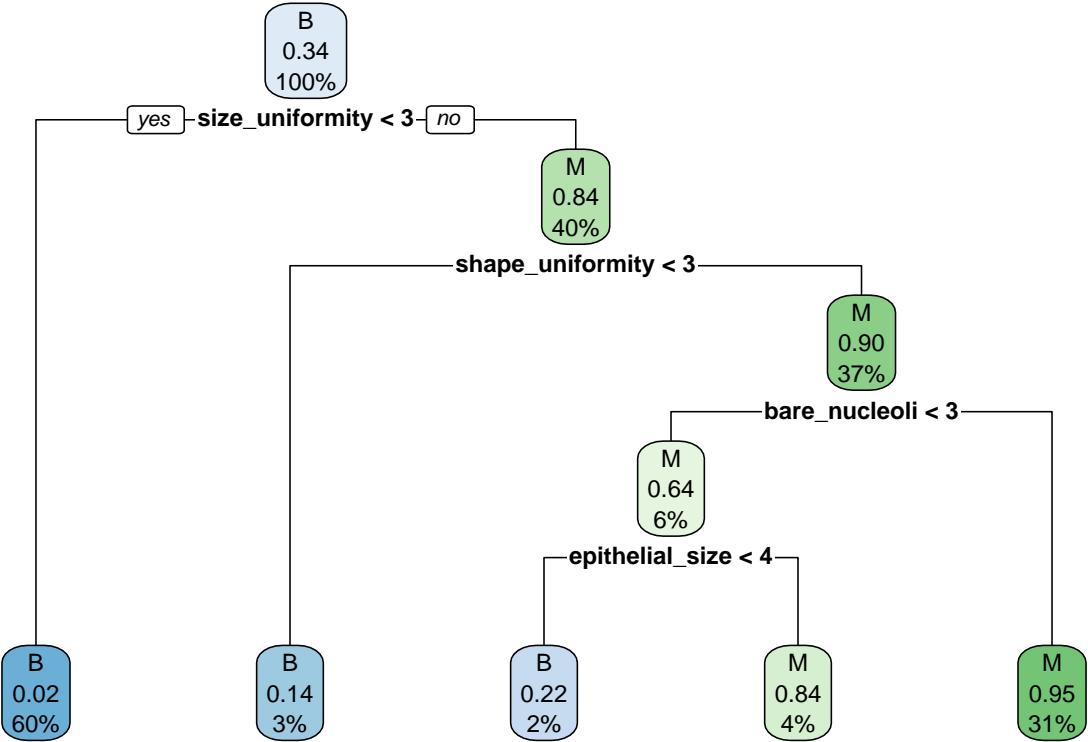 B
0.34
100%
yes size_uniformity < 3 no
M
0.84
40%
shape_uniformity < 3
M
0.90
37%
bare_nucleoli < 3
M
0.64
6%
epithelial_size < 4
B
0.02
60%
B
0.14
3%
B
0.22
2%
M
0.84
4%
M
0.95
31%